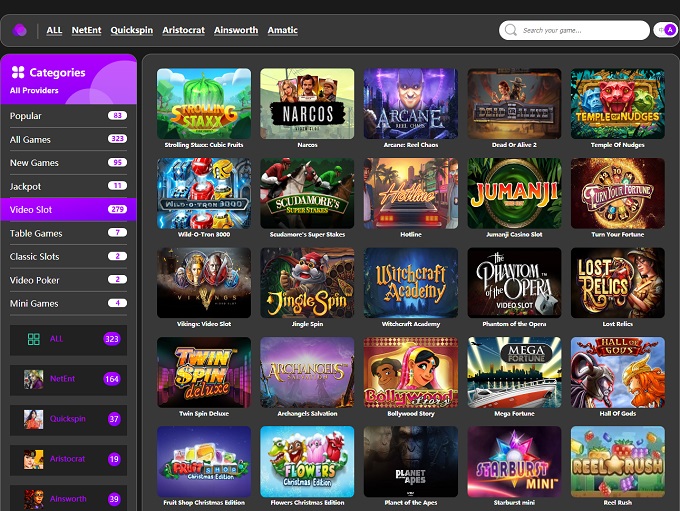 ALL NetEnt Quickspin Aristocrat Ainsworth Amatic
Search your game...
A
Categories
All Providers
Popular 83
All Games 323
New Games 95
Jackpot 11
Video Slot 279
Table Games 7
Classic Slots 2
Video Poker 2
Mini Games 4
ALL 323
NetEnt 164
Quickspin 37
Aristocrat 19
Ainsworth 39
STROLLING
STAXX
NARCOS
ARCANE
REEL CHAOS
DEAD OR ALIVE
TEMPLE OF NUDGES
Strolling Staxx: Cubic Fruits
Narcos
Arcane: Reel Chaos
Dead Or Alive 2
Temple Of Nudges
WILD-O-TRON 3000
SCUDAMORE'S
SUPER STAKES
Hotline
JUMANJI
TURN YOUR FORTUNE
Wild-O-Tron 3000
Scudamore's Super Stakes
Hotline
Jumanji Casino Slot
Turn Your Fortune
VIKINGS
JingleSpin
Witchcraft
Academy
THE
PHANTOM
of the OPERA
VIDEO SLOT
LOST
RELICS
Vikings: Video Slot
Jingle Spin
Witchcraft Academy
Phantom of the Opera
Lost Relics
TWIN
SPIN
deluxe
ARCHANGELS
SALVATION
Bollywood
Story
MEGA
FORTUNE
HALL OF
GODS
Twin Spin Deluxe
Archangels Salvation
Bollywood Story
Mega Fortune
Hall Of Gods
FRUIT SHOP
Christmas Edition
FLOWERS
Christmas Edition
PLANET
OF THE
APES
STARBURST
MINI™
REEL RUSH
Fruit Shop Christmas Edition
Flowers Christmas Edition
Planet of the Apes
Starburst mini
Reel Rush